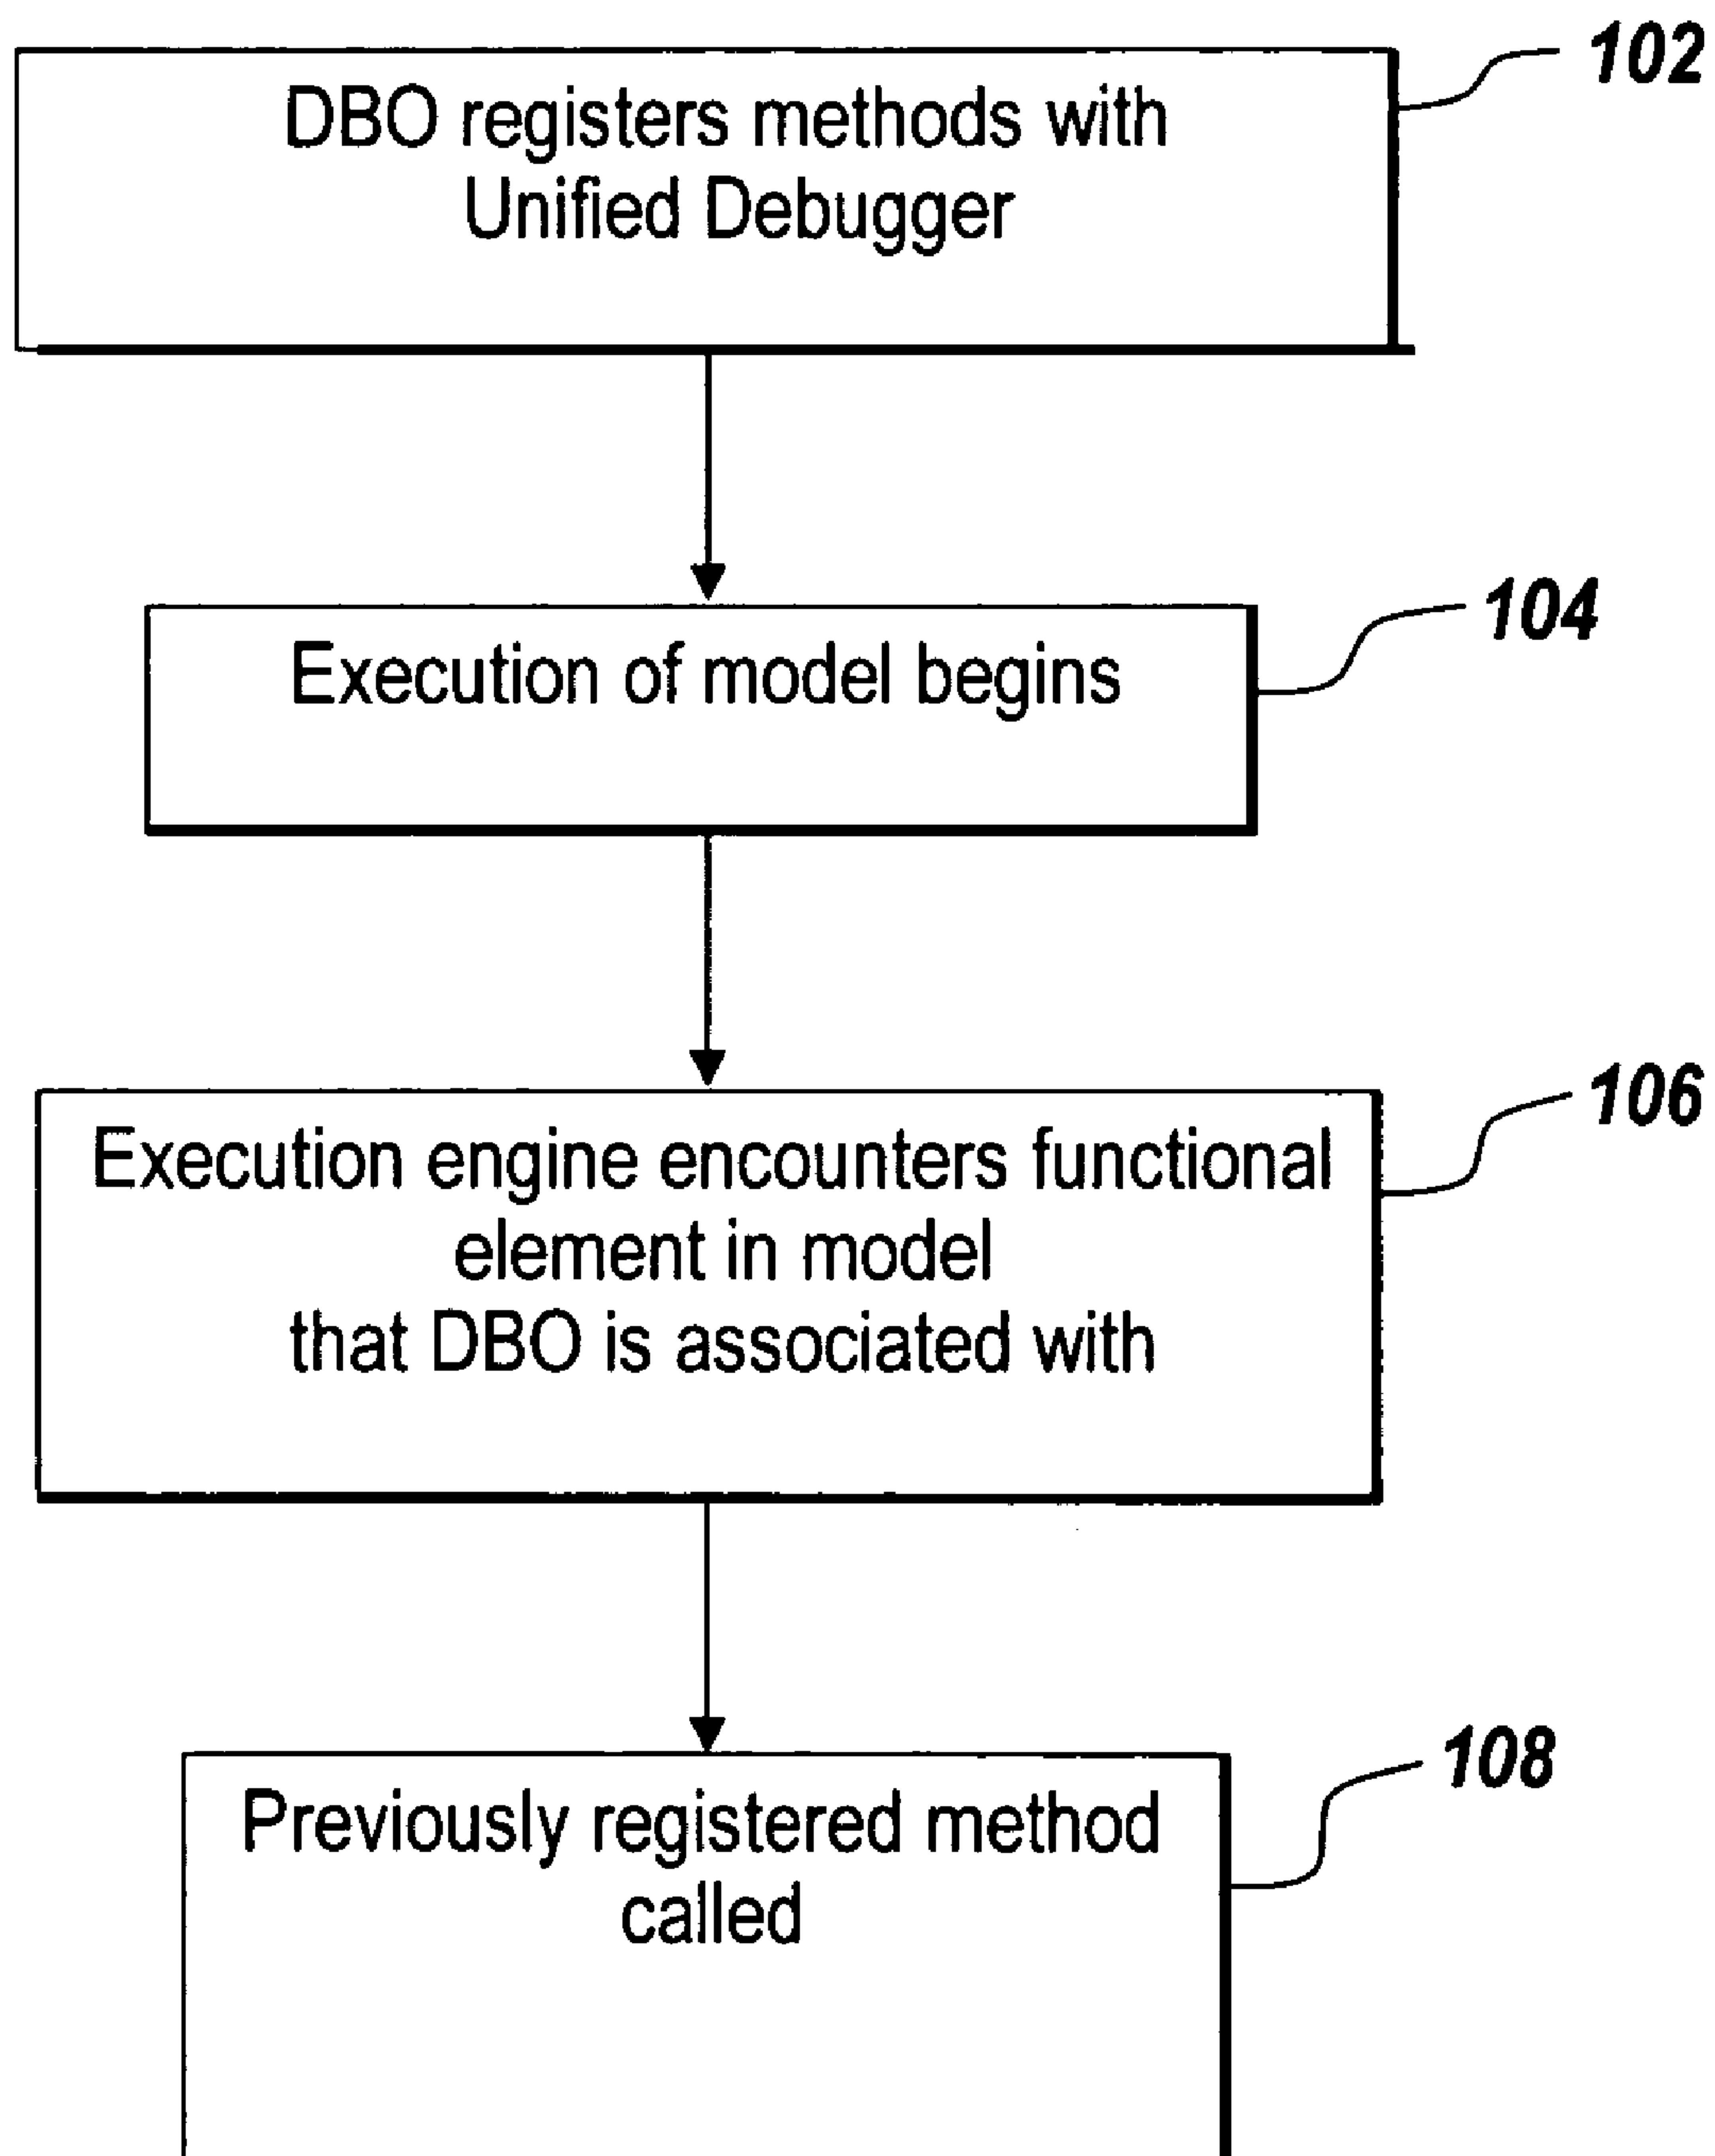 102
DBO registers methods with
Unified Debugger
104
Execution of model begins
106
Execution engine encounters functional
element in model
that DBO is associated with
108
Previously registered method
called